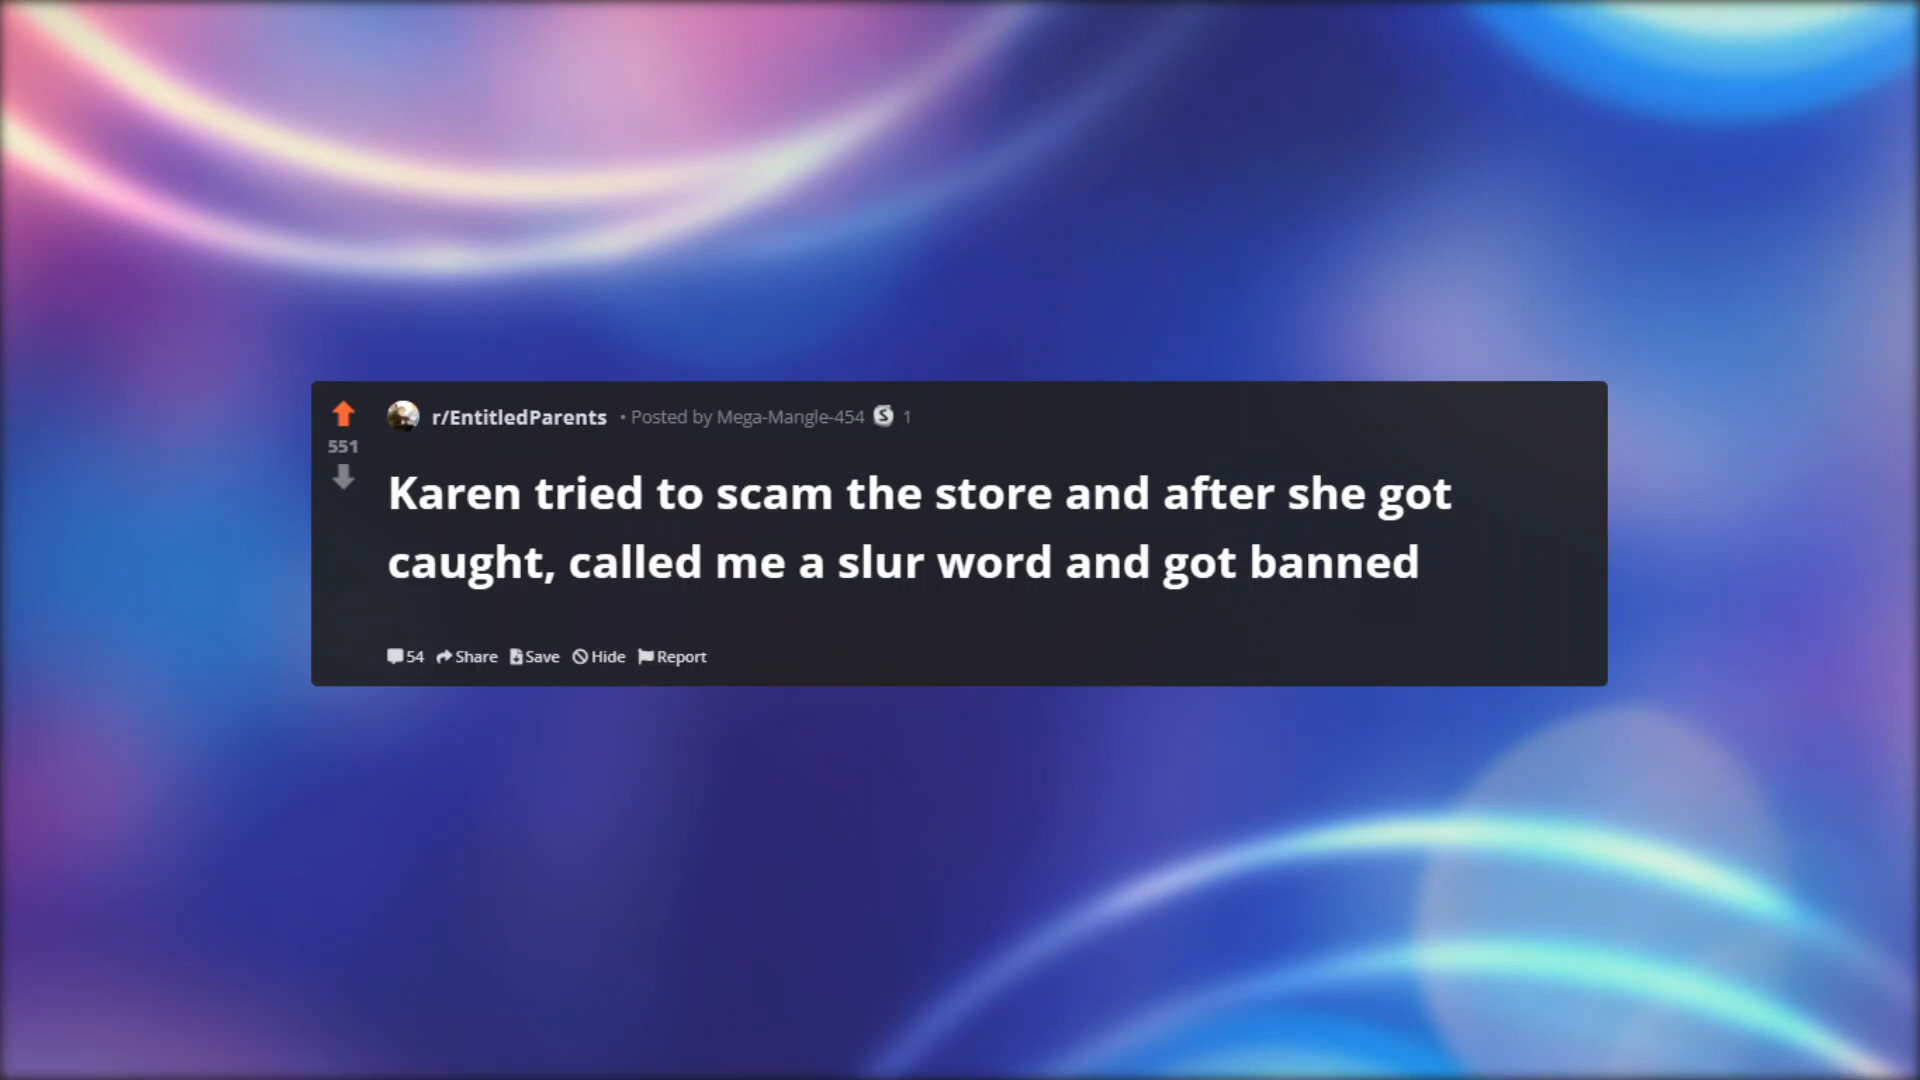 r/EntitledParents • Posted by Mega-Mangle-454 S 1
551
Karen tried to scam the store and after she got
caught, called me a slur word and got banned
54 Share Save Hide Report